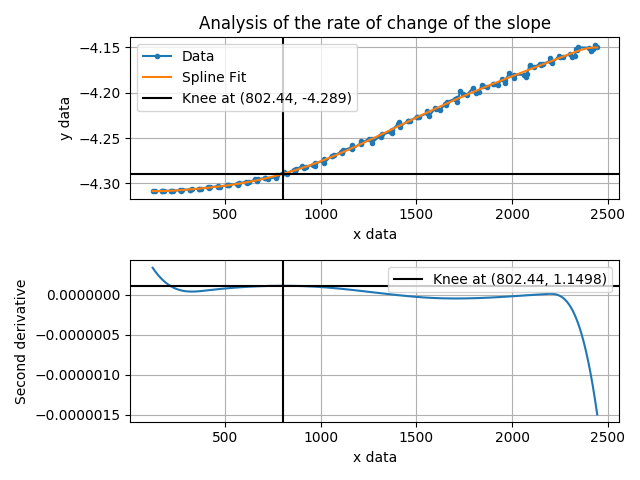 Analysis of the rate of change of the slope
Data
Spline Fit
Knee at (802.44, -4.289)
−4.15
−4.20
−4.25
−4.30
y data
500 1000 1500 2000 2500
x data
Knee at (802.44, 1.1498)
0.0000000
−0.0000005
−0.0000010
−0.0000015
Second derivative
500 1000 1500 2000 2500
x data